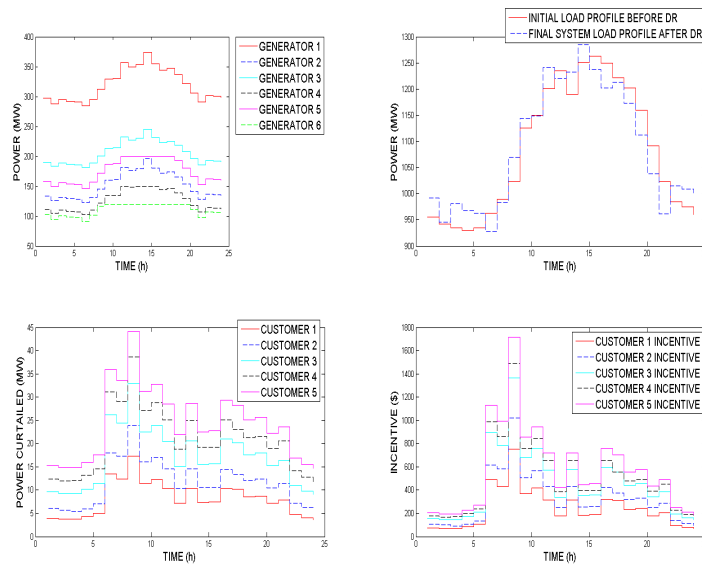 GENERATOR 1
GENERATOR 2
GENERATOR 3
GENERATOR 4
GENERATOR 5
GENERATOR 6
POWER (MW)
400
350
300
250
200
150
100
50
0 5 10 15 20 25
TIME (h)
INITIAL LOAD PROFILE BEFORE DR
FINAL SYSTEM LOAD PROFILE AFTER DR
POWER (MW)
1300
1250
1200
1150
1100
1050
1000
950
900
0 5 10 15 20 25
TIME (h)
CUSTOMER 1
CUSTOMER 2
CUSTOMER 3
CUSTOMER 4
CUSTOMER 5
POWER CURTAILED (MW)
45
40
35
30
25
20
15
10
5
0
0 5 10 15 20 25
TIME (h)
CUSTOMER 1 INCENTIVE
CUSTOMER 2 INCENTIVE
CUSTOMER 3 INCENTIVE
CUSTOMER 4 INCENTIVE
CUSTOMER 5 INCENTIVE
INCENTIVE ($)
1800
1600
1400
1200
1000
800
600
400
200
0
0 5 10 15 20 25
TIME (h)